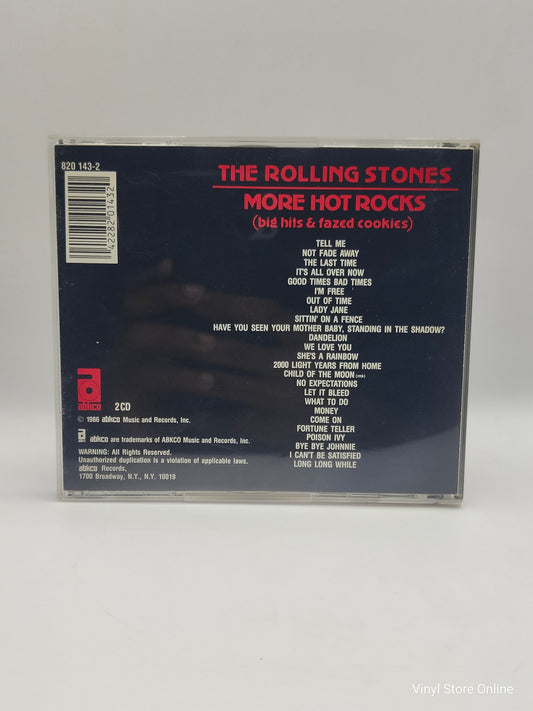 820 143-2
42282 01432
THE ROLLING STONES
MORE HOT ROCKS
(big hits & fazed cookies)
TELL ME
NOT FADE AWAY
THE LAST TIME
IT'S ALL OVER NOW
GOOD TIMES BAD TIMES
I'M FREE
OUT OF TIME
LADY JANE
SITTIN' ON A FENCE
HAVE YOU SEEN YOUR MOTHER BABY, STANDING IN THE SHADOW?
DANDELION
WE LOVE YOU
SHE'S A RAINBOW
2000 LIGHT YEARS FROM HOME
CHILD OF THE MOON (rmk)
NO EXPECTATIONS
LET IT BLEED
WHAT TO DO
MONEY
COME ON
FORTUNE TELLER
POISON IVY
BYE BYE JOHNNIE
I CAN'T BE SATISFIED
LONG LONG WHILE
abkco
2 CD
© 1986 abkco Music and Records, Inc.
abkco are trademarks of ABKCO Music and Records, Inc.
WARNING: All Rights Reserved.
Unauthorized duplication is a violation of applicable laws.
abkco Records,
1700 Broadway, N.Y., N.Y. 10019
Vinyl Store Online